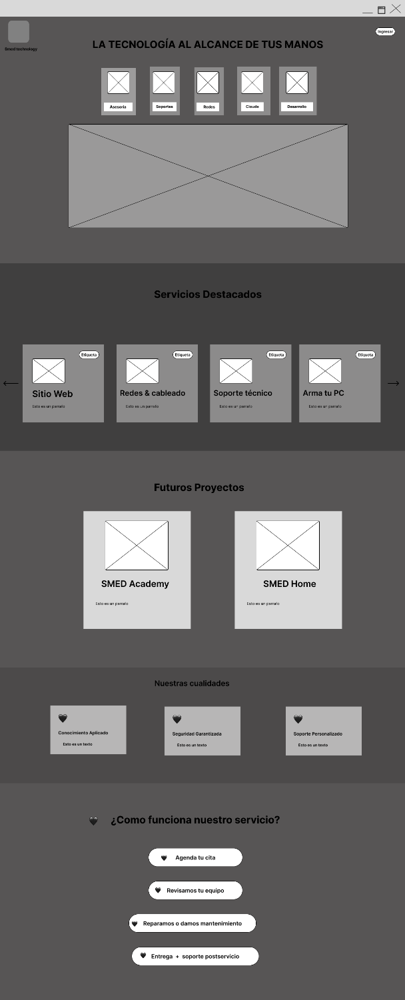 Ingresar
Smed technology
LA TECNOLOGÍA AL ALCANCE DE TUS MANOS
Asesoria
Soportes
Redes
Cloude
Desarrollo
Servicios Destacados
Etiqueta
Etiqueta
Etiqueta
Etiqueta
Sitio Web
Redes & cableado
Soporte técnico
Arma tu PC
Esto es un parrafo
Esto es un parrafo
Esto es un parrafo
Esto es un parrafo
Futuros Proyectos
SMED Academy
SMED Home
Esto es un parrafo
Esto es un parrafo
Nuestras cualidades
Conocimiento Aplicado
Seguridad Garantizada
Soporte Personalizado
Esto es un texto
Esto es un texto
Esto es un texto
¿Como funciona nuestro servicio?
Agenda tu cita
Revisamos tu equipo
Reparamos o damos mantenimiento
Entrega + soporte postservicio